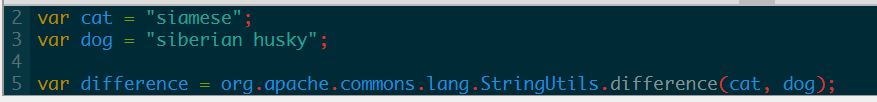 2 var cat = "siamese";
3 var dog = "siberian husky";
4
5 var difference = org.apache.commons.lang.StringUtils.difference(cat, dog);